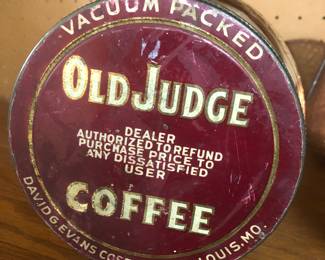 VACUUM PACKED
OLD JUDGE
DEALER
AUTHORIZED TO REFUND
PURCHASE PRICE TO
ANY DISSATISFIED
USER
COFFEE
DAVID G. EVANS COFF LOUIS, MO.